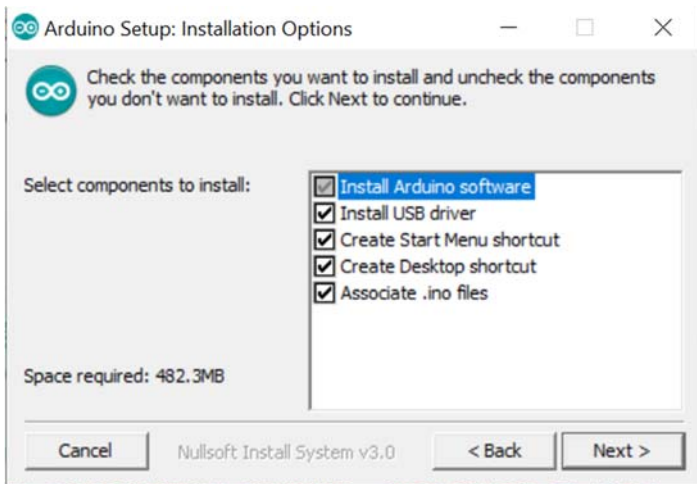 Arduino Setup: Installation Options
Check the components you want to install and uncheck the components
you don't want to install. Click Next to continue.
Select components to install:
Install Arduino software
Install USB driver
Create Start Menu shortcut
Create Desktop shortcut
Associate .ino files
Space required: 482.3MB
Cancel
Nullsoft Install System v3.0
< Back
Next >